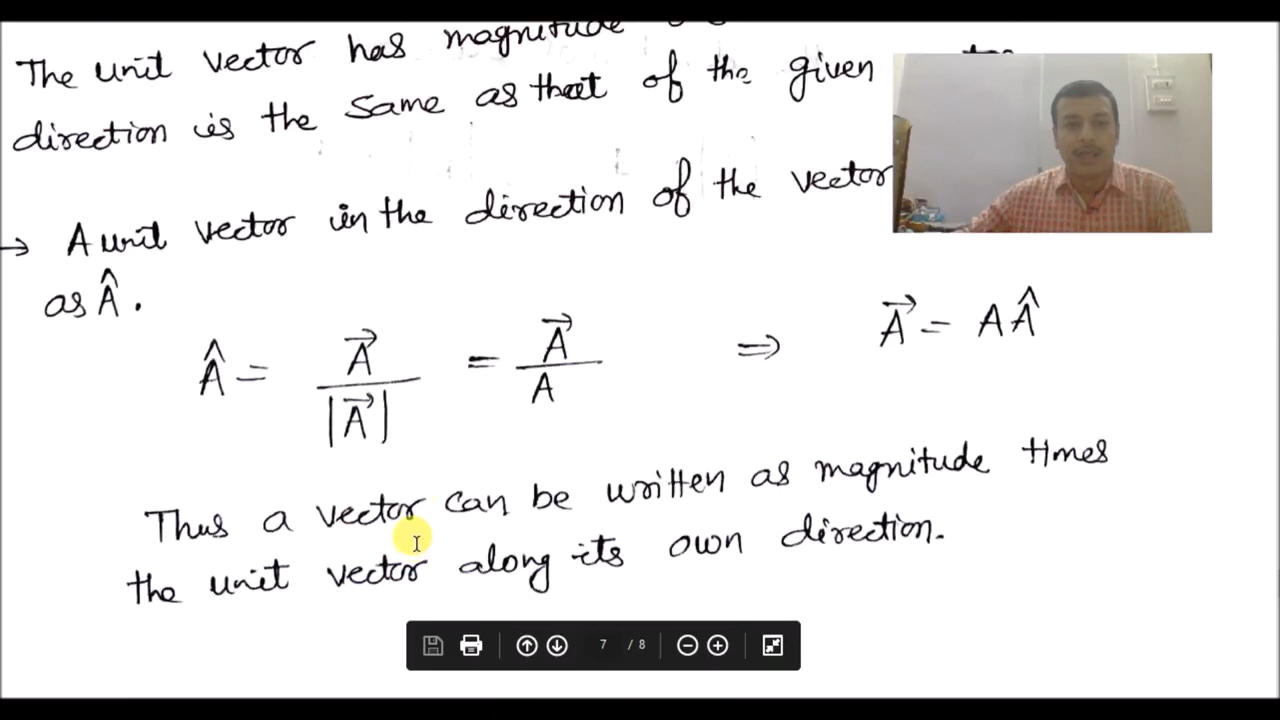 The unit vector has magnitude
direction is the same as that of the given
→ A unit vector in the direction of the vector
as Â.
Â = A⃗ / |A⃗| = A⃗ / A ⇒ A⃗ = AÂ
Thus a vector can be written as magnitude times
the unit vector along its own direction.
7 / 8